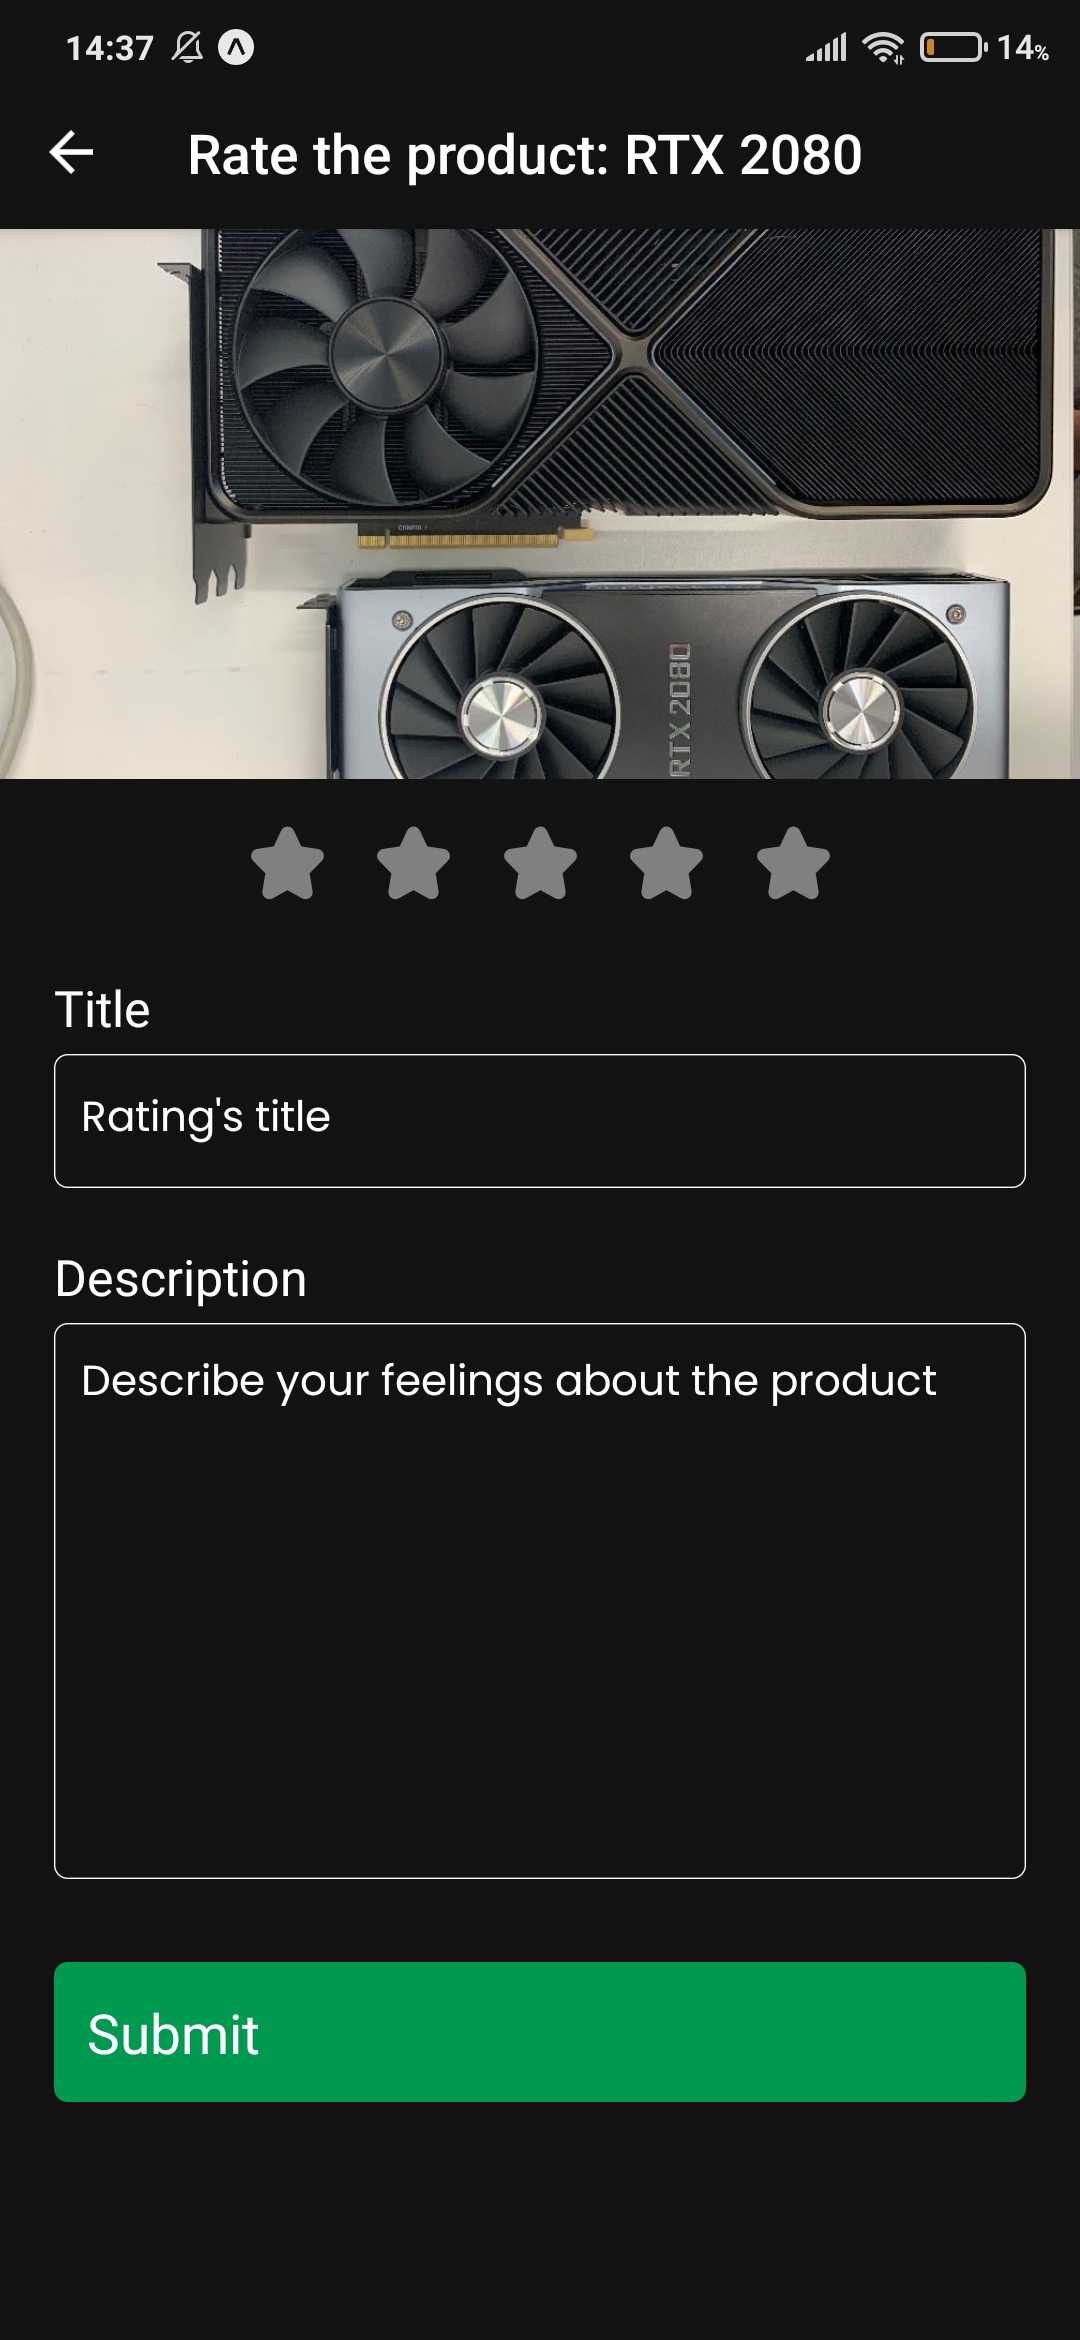 14:37
14%
Rate the product: RTX 2080
RTX 2080
Title
Rating's title
Description
Describe your feelings about the product
Submit